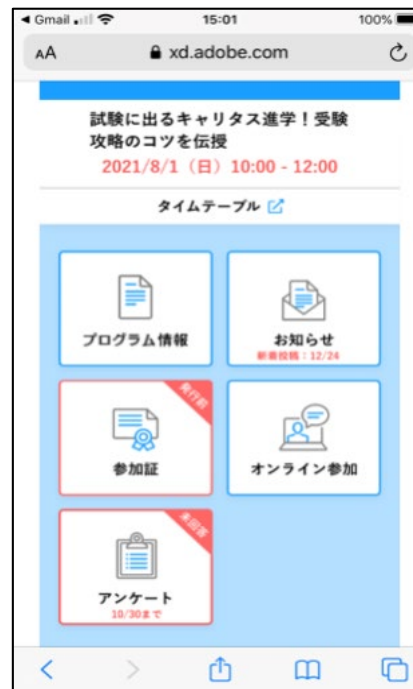 Gmail
15:01
100%
AA
xd.adobe.com
試験に出るキャリタス進学！受験
攻略のコツを伝授
2021/8/1（日）10:00 - 12:00
タイムテーブル
プログラム情報
お知らせ
新着投稿：12/24
発行前
参加証
オンライン参加
未回答
アンケート
10/30まで